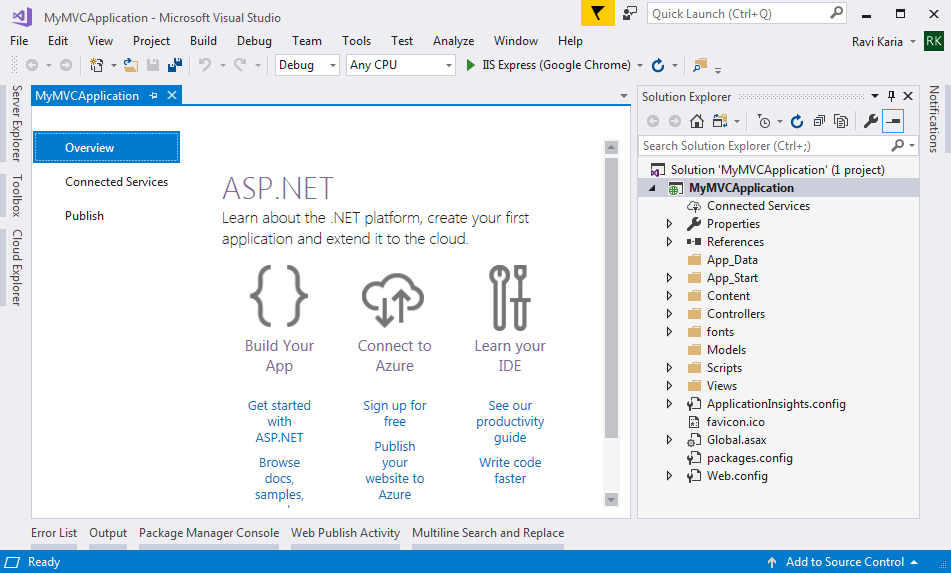 MyMVCApplication - Microsoft Visual Studio
Quick Launch (Ctrl+Q)
File Edit View Project Build Debug Team Tools Test Analyze Window Help
Ravi Karia
RK
Debug
Any CPU
IIS Express (Google Chrome)
Server Explorer
Toolbox
Cloud Explorer
MyMVCApplication
Overview
Connected Services
Publish
ASP.NET
Learn about the .NET platform, create your first
application and extend it to the cloud.
Build Your
App
Get started
with
ASP.NET
Browse
docs,
samples,
Connect to
Azure
Sign up for
free
Publish
your
website to
Azure
Learn your
IDE
See our
productivity
guide
Write code
faster
Solution Explorer
Search Solution Explorer (Ctrl+;)
Solution 'MyMVCApplication' (1 project)
MyMVCApplication
Connected Services
Properties
References
App_Data
App_Start
Content
Controllers
fonts
Models
Scripts
Views
ApplicationInsights.config
favicon.ico
Global.asax
packages.config
Web.config
Notifications
Error List Output Package Manager Console Web Publish Activity Multiline Search and Replace
Ready
Add to Source Control